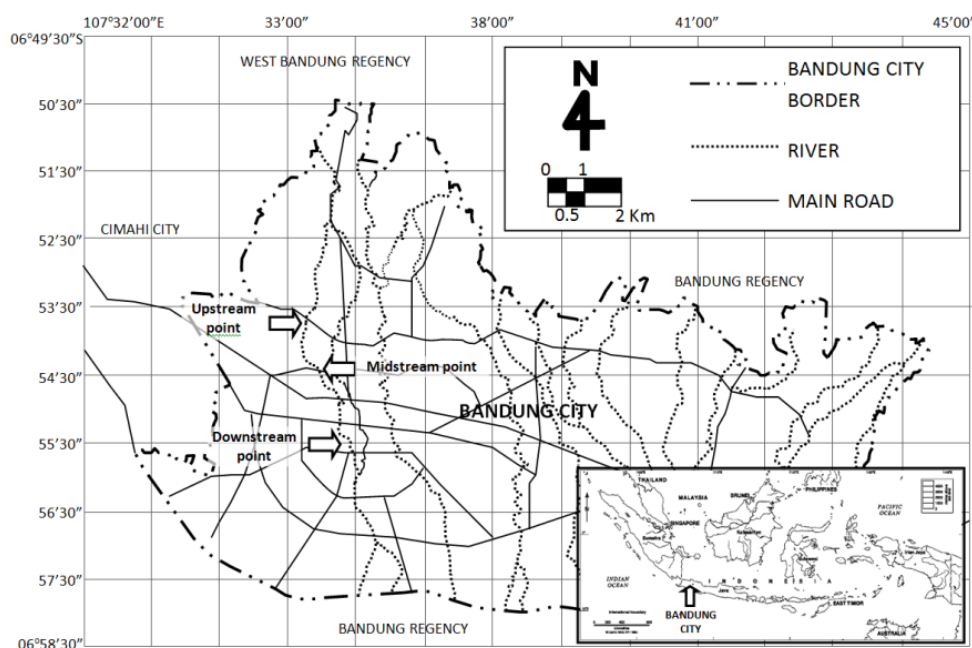 107°32'00"E 33'00" 38'00" 41'00" 45'00"
06°49'30"S
WEST BANDUNG REGENCY
50'30"
51'30"
52'30"
53'30"
54'30"
55'30"
56'30"
57'30"
06°58'30"
N
0 1
0.5 2 Km
BANDUNG CITY
BORDER
RIVER
MAIN ROAD
CIMAHI CITY
BANDUNG REGENCY
Upstream
point
Midstream point
BANDUNG CITY
Downstream
point
BANDUNG REGENCY
THAILAND
MALAYSIA
BRUNEI
PHILIPPINES
SINGAPORE
PACIFIC
OCEAN
INDIAN
OCEAN
INDONESIA
Java
EAST TIMOR
AUSTRALIA
BANDUNG
CITY